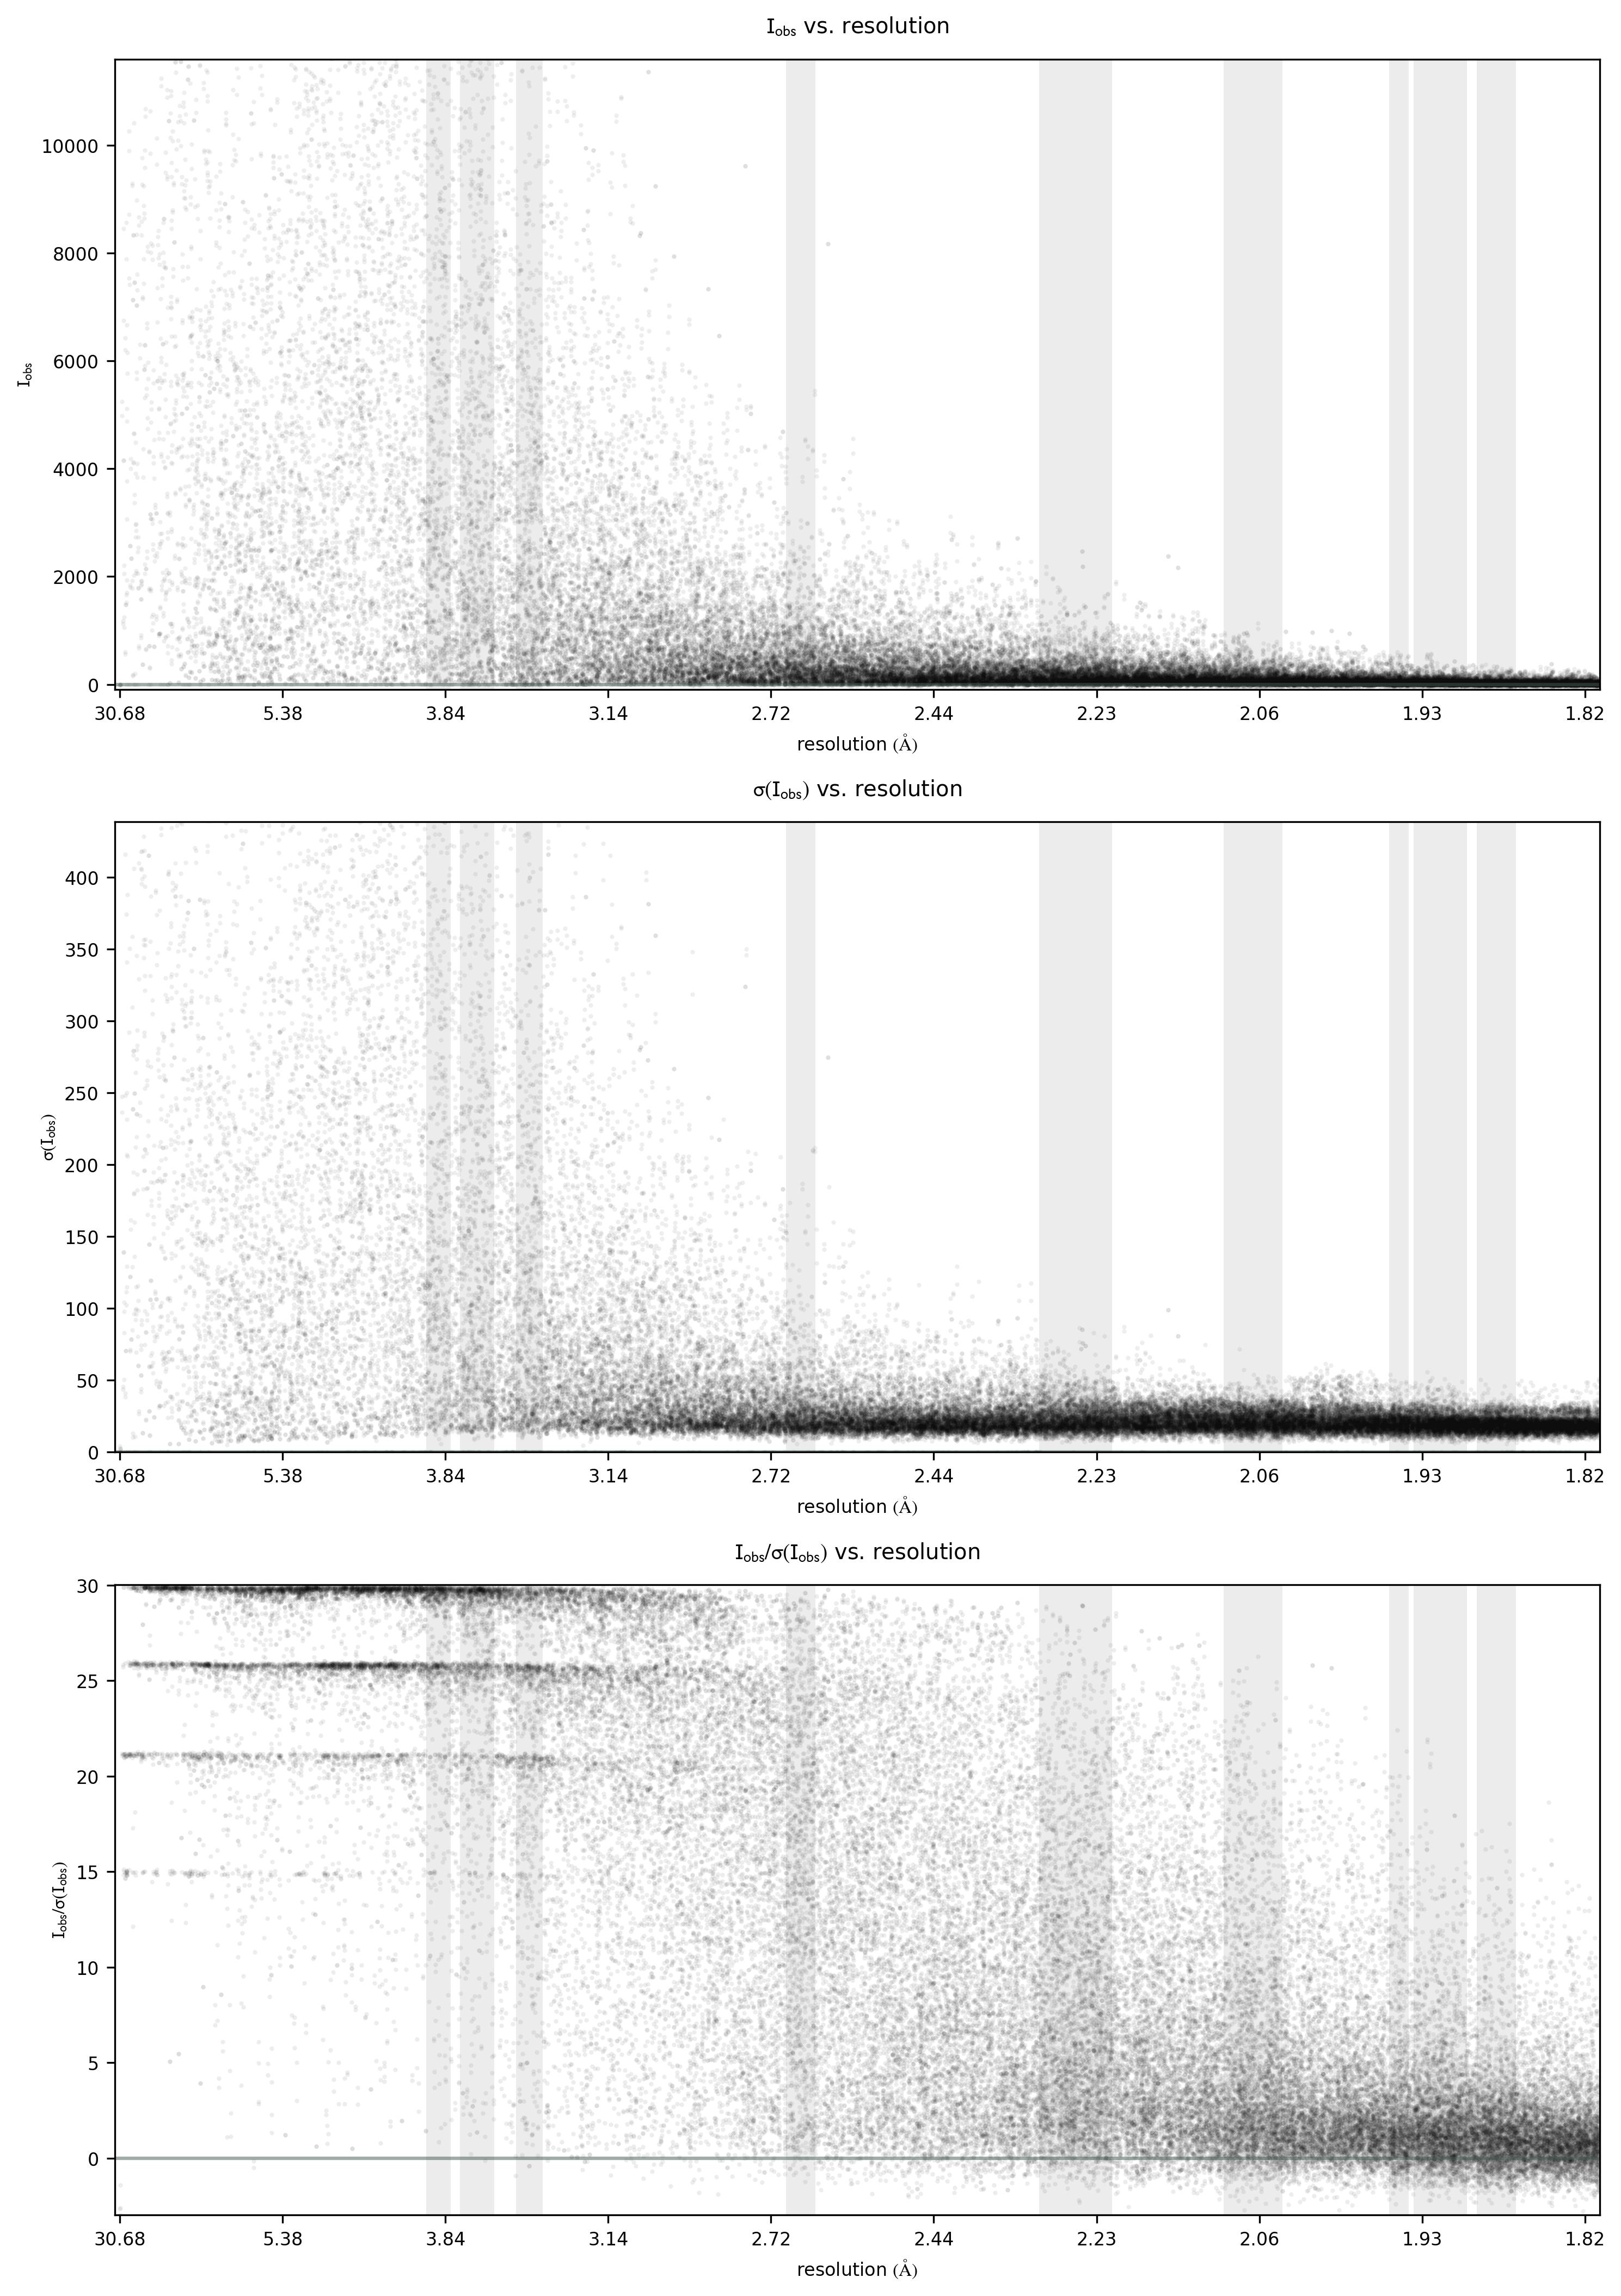 Iobs vs. resolution
Iobs
10000
8000
6000
4000
2000
0
30.68 5.38 3.84 3.14 2.72 2.44 2.23 2.06 1.93 1.82
resolution (Å)
σ(Iobs) vs. resolution
σ(Iobs)
400
350
300
250
200
150
100
50
0
30.68 5.38 3.84 3.14 2.72 2.44 2.23 2.06 1.93 1.82
resolution (Å)
Iobs/σ(Iobs) vs. resolution
Iobs/σ(Iobs)
30
25
20
15
10
5
0
30.68 5.38 3.84 3.14 2.72 2.44 2.23 2.06 1.93 1.82
resolution (Å)